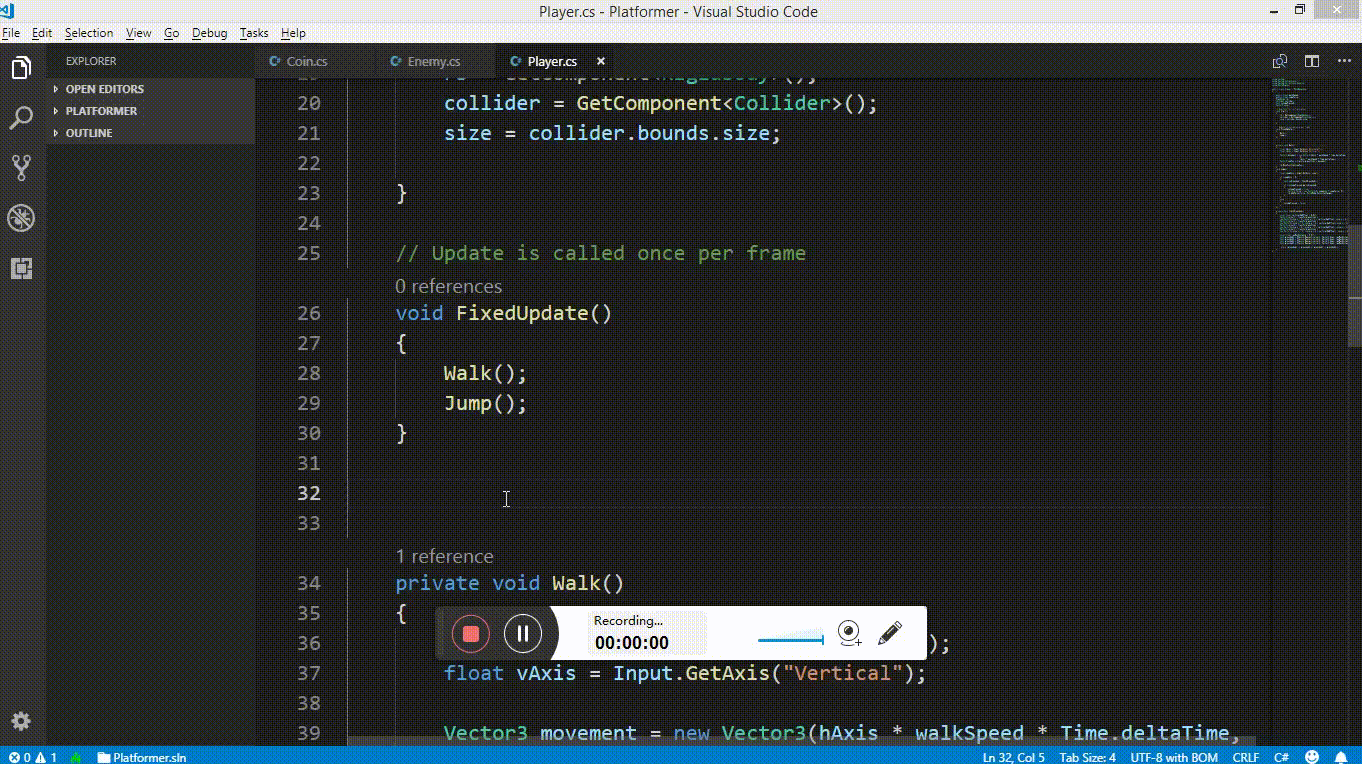 Player.cs - Platformer - Visual Studio Code
File Edit Selection View Go Debug Tasks Help
EXPLORER
OPEN EDITORS
PLATFORMER
OUTLINE
Coin.cs Enemy.cs Player.cs
20 collider = GetComponent<Collider>();
21 size = collider.bounds.size;
22
23 }
24
25 // Update is called once per frame
0 references
26 void FixedUpdate()
27 {
28 Walk();
29 Jump();
30 }
31
32
33
1 reference
34 private void Walk()
35 {
36 );
37 float vAxis = Input.GetAxis("Vertical");
38
39 Vector3 movement = new Vector3(hAxis * walkSpeed * Time.deltaTime,
Recording...
00:00:00
0 1 Platformer.sln Ln 32, Col 5 Tab Size: 4 UTF-8 with BOM CRLF C#